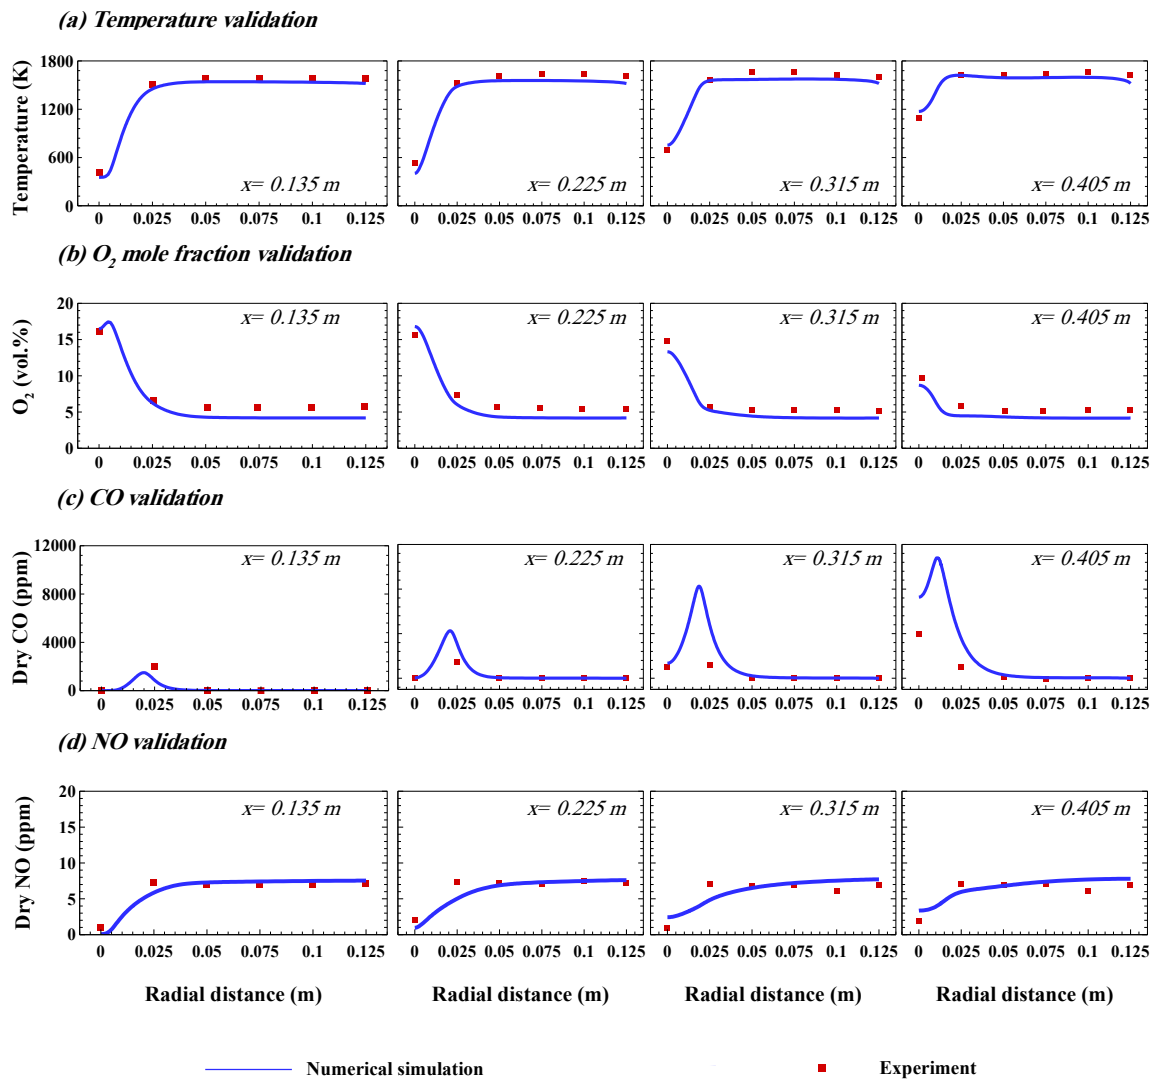 (a) Temperature validation
Temperature (K)
1800
1200
600
0
x= 0.135 m
x= 0.225 m
x= 0.315 m
x= 0.405 m
0 0.025 0.05 0.075 0.1 0.125
0 0.025 0.05 0.075 0.1 0.125
0 0.025 0.05 0.075 0.1 0.125
0 0.025 0.05 0.075 0.1 0.125
(b) O₂ mole fraction validation
O₂ (vol.%)
20
15
10
5
0
x= 0.135 m
x= 0.225 m
x= 0.315 m
x= 0.405 m
0 0.025 0.05 0.075 0.1 0.125
0 0.025 0.05 0.075 0.1 0.125
0 0.025 0.05 0.075 0.1 0.125
0 0.025 0.05 0.075 0.1 0.125
(c) CO validation
Dry CO (ppm)
12000
8000
4000
0
x= 0.135 m
x= 0.225 m
x= 0.315 m
x= 0.405 m
0 0.025 0.05 0.075 0.1 0.125
0 0.025 0.05 0.075 0.1 0.125
0 0.025 0.05 0.075 0.1 0.125
0 0.025 0.05 0.075 0.1 0.125
(d) NO validation
Dry NO (ppm)
20
15
10
5
0
x= 0.135 m
x= 0.225 m
x= 0.315 m
x= 0.405 m
0 0.025 0.05 0.075 0.1 0.125
0 0.025 0.05 0.075 0.1 0.125
0 0.025 0.05 0.075 0.1 0.125
0 0.025 0.05 0.075 0.1 0.125
Radial distance (m)
Radial distance (m)
Radial distance (m)
Radial distance (m)
Numerical simulation
Experiment